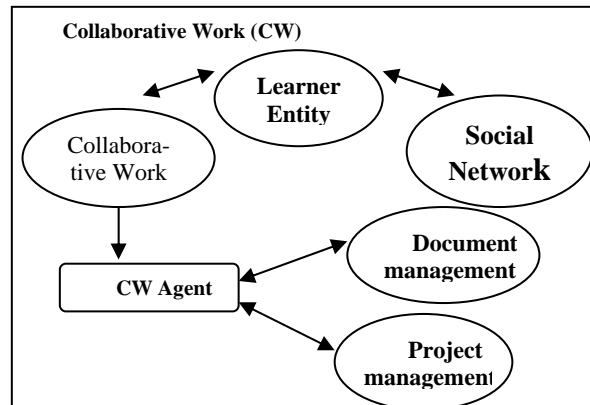 Collaborative Work (CW)
Learner
Entity
Collabora-
tive Work
Social
Network
CW Agent
Document
management
Project
management